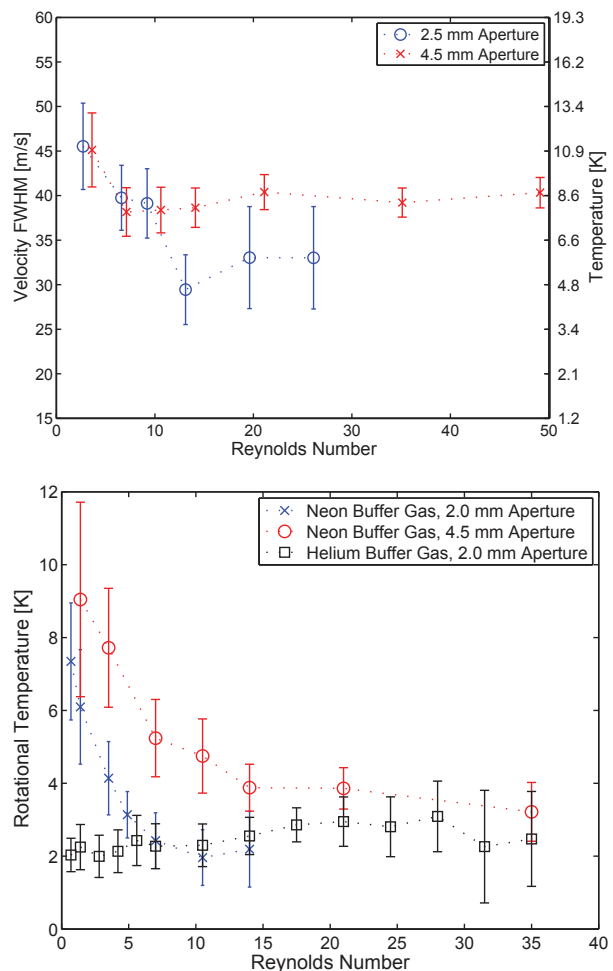 2.5 mm Aperture
4.5 mm Aperture
Velocity FWHM [m/s]
60
55
50
45
40
35
30
25
20
15
19.3
16.2
13.4
10.9
8.6
6.6
4.8
3.4
2.1
1.2
Temperature [K]
0 10 20 30 40 50
Reynolds Number
Neon Buffer Gas, 2.0 mm Aperture
Neon Buffer Gas, 4.5 mm Aperture
Helium Buffer Gas, 2.0 mm Aperture
Rotational Temperature [K]
12
10
8
6
4
2
0
0 5 10 15 20 25 30 35 40
Reynolds Number